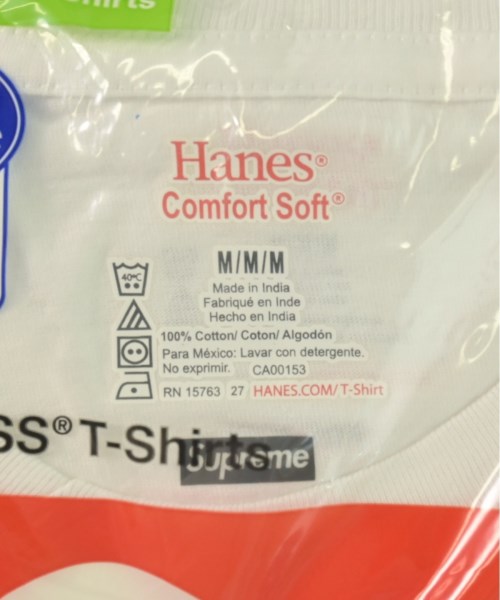 Hanes®
Comfort Soft®
M/M/M
40°C
Made in India
Fabriqué en Inde
Hecho en India
100% Cotton/ Coton/ Algodón
Para México: Lavar con detergente.
No exprimir. CA00153
RN 15763 27 HANES.COM/ T-Shirt
SS® T-Shirts
Supreme